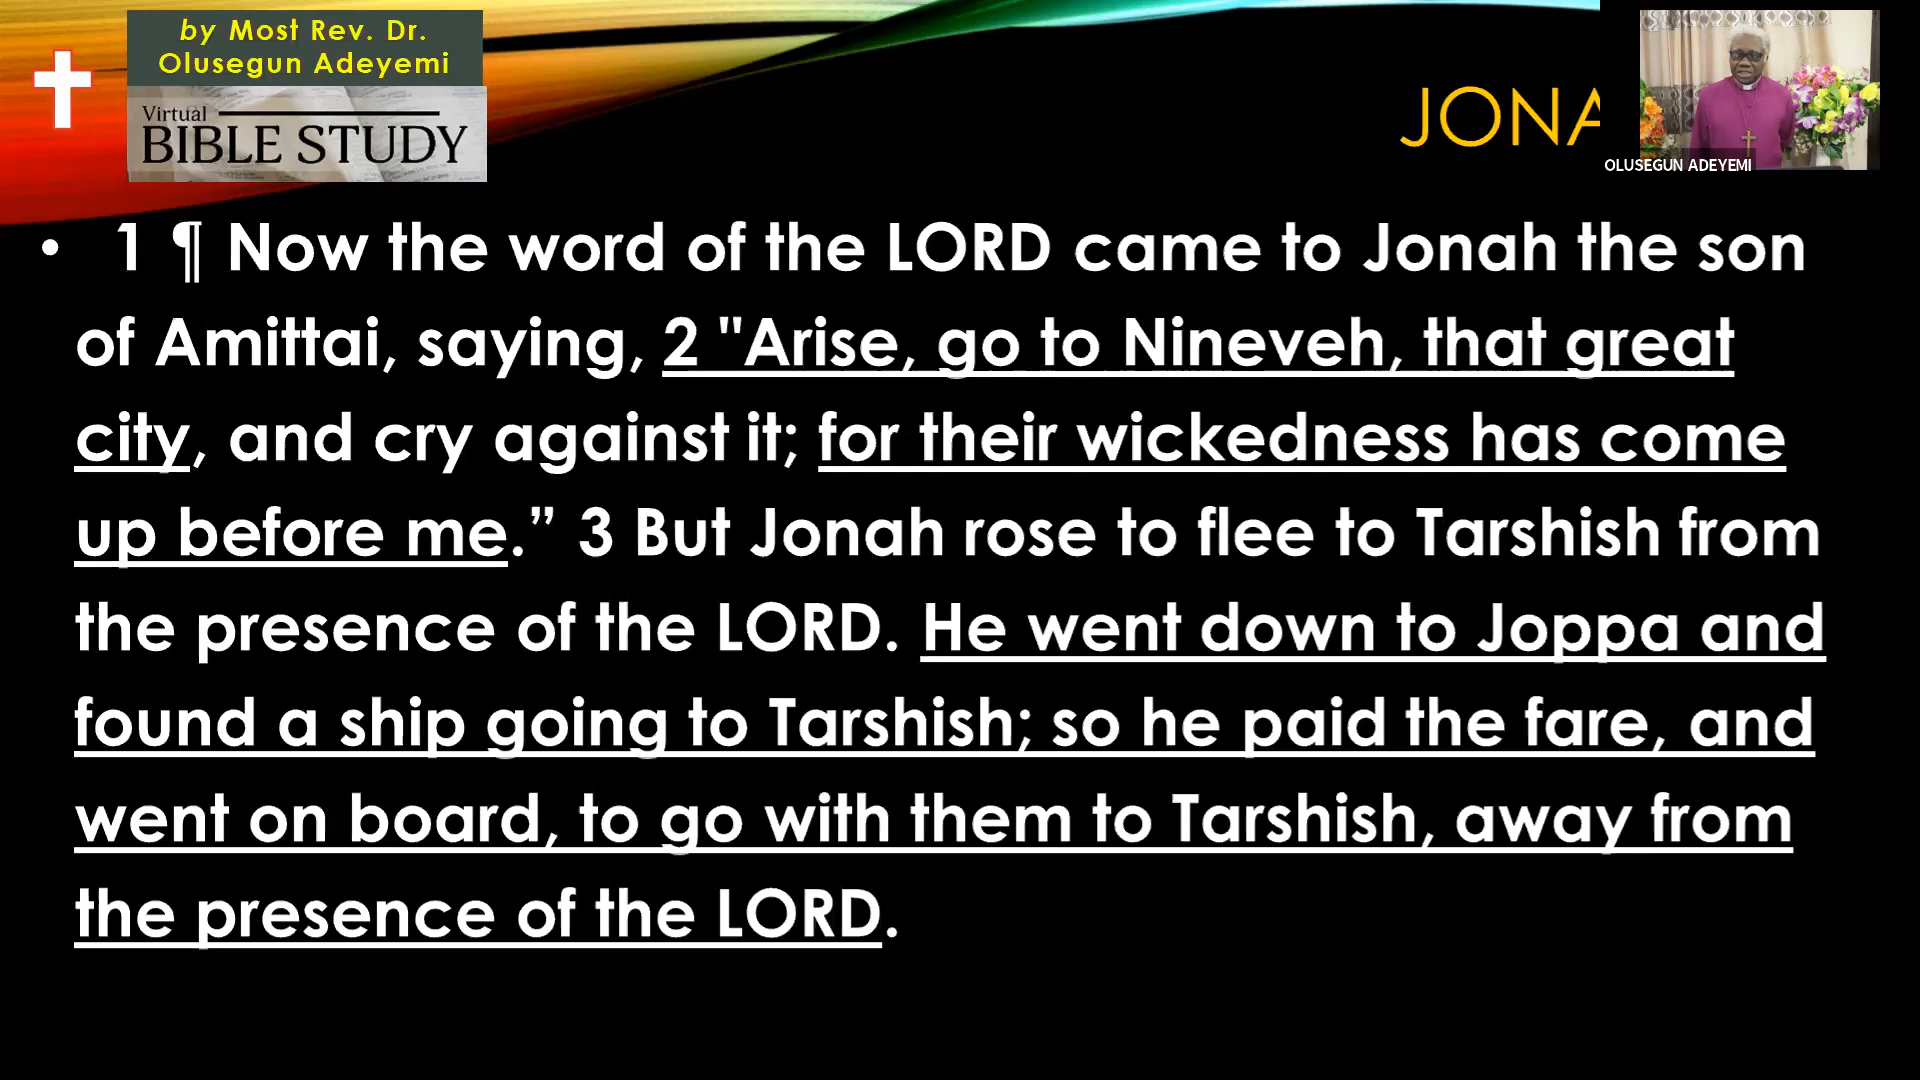 by Most Rev. Dr.
Olusegun Adeyemi
Virtual
BIBLE STUDY
JONA
OLUSEGUN ADEYEMI
• 1 ¶ Now the word of the LORD came to Jonah the son
of Amittai, saying, 2 "Arise, go to Nineveh, that great
city, and cry against it; for their wickedness has come
up before me.” 3 But Jonah rose to flee to Tarshish from
the presence of the LORD. He went down to Joppa and
found a ship going to Tarshish; so he paid the fare, and
went on board, to go with them to Tarshish, away from
the presence of the LORD.